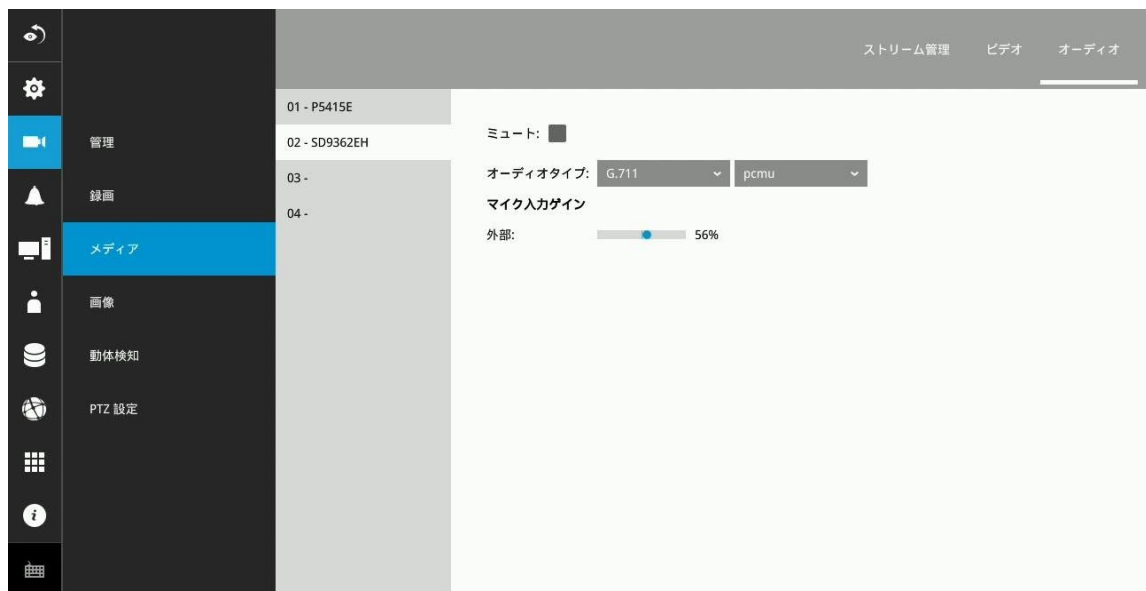 ストリーム管理 ビデオ オーディオ
管理
録画
メディア
画像
動体検知
PTZ 設定
01 - P5415E
02 - SD9362EH
03 -
04 -
ミュート:
オーディオタイプ: G.711 pcmu
マイク入力ゲイン
外部: 56%